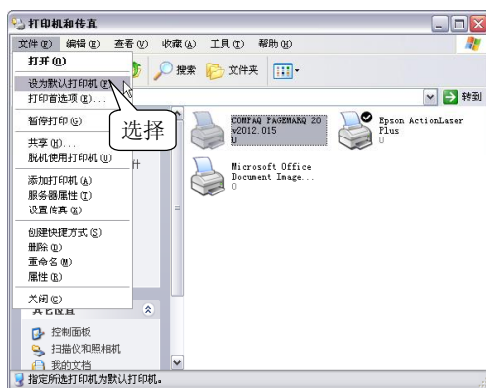 打印机和传真
文件(F) 编辑(E) 查看(V) 收藏(A) 工具(T) 帮助(H)
打开(O)
设为默认打印机(F)
打印首选项(E)...
暂停打印(G)
共享(H)...
脱机使用打印机(U)
添加打印机(A)
服务器属性(T)
设置传真(X)
创建快捷方式(S)
删除(D)
重命名(M)
属性(R)
关闭(C)
选择
搜索 文件夹
转到
COMPAQ PAGEMARQ 20
v2012.015
0
Epson ActionLaser
Plus
0
Microsoft Office
Document Image...
0
其它位置
控制面板
扫描仪和照相机
我的文档
指定所选打印机为默认打印机。